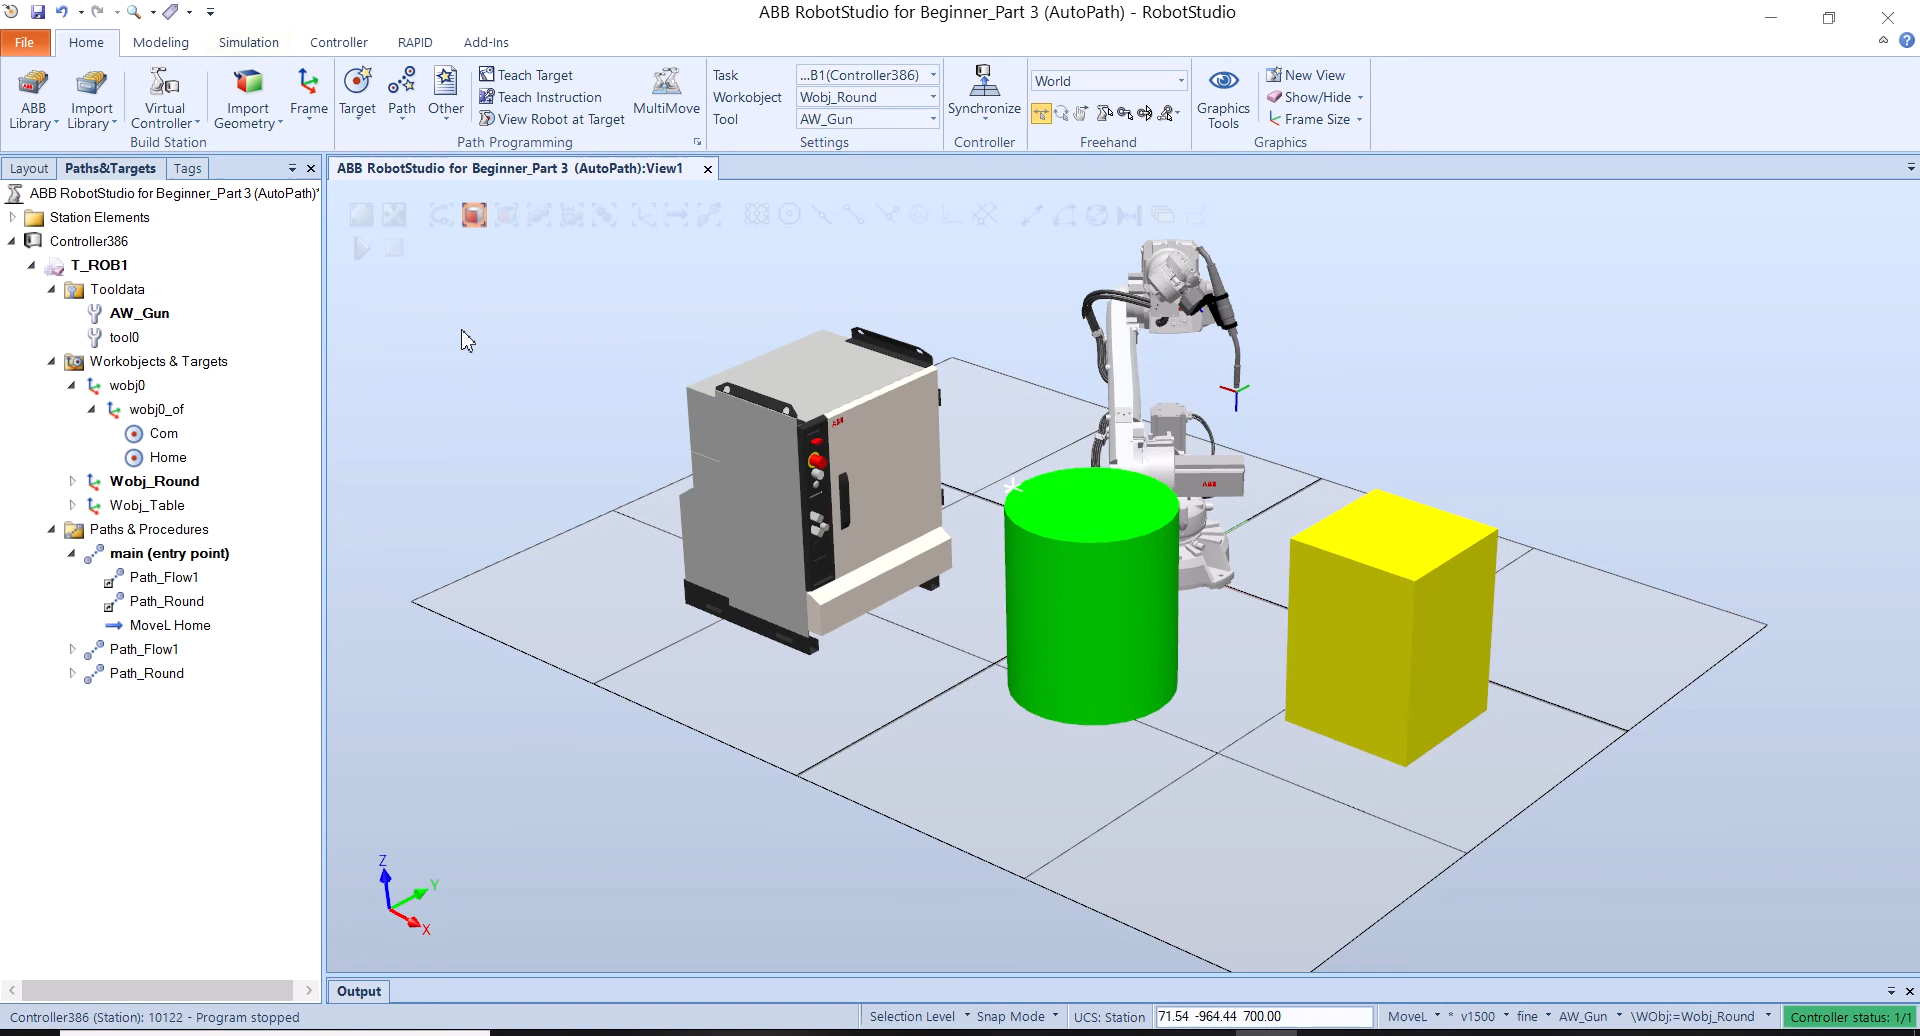 ABB RobotStudio for Beginner_Part 3 (AutoPath) - RobotStudio
File Home Modeling Simulation Controller RAPID Add-Ins
ABB Library
Import Library
Virtual Controller
Import Geometry
Frame
Build Station
Target
Path
Other
Teach Target
Teach Instruction
View Robot at Target
MultiMove
Path Programming
Task ...B1(Controller386)
Workobject Wobj_Round
Tool AW_Gun
Settings
Synchronize
Controller
World
Freehand
Graphics Tools
New View
Show/Hide
Frame Size
Graphics
Layout Paths&Targets Tags
ABB RobotStudio for Beginner_Part 3 (AutoPath):View1
ABB RobotStudio for Beginner_Part 3 (AutoPath)*
Station Elements
Controller386
T_ROB1
Tooldata
AW_Gun
tool0
Workobjects & Targets
wobj0
wobj0_of
Com
Home
Wobj_Round
Wobj_Table
Paths & Procedures
main (entry point)
Path_Flow1
Path_Round
MoveL Home
Path_Flow1
Path_Round
ABB
ABB
Z
Y
X
Output
Controller386 (Station): 10122 - Program stopped
Selection Level Snap Mode UCS: Station 71.54 -964.44 700.00 MoveL * v1500 fine AW_Gun \WObj:=Wobj_Round Controller status: 1/1